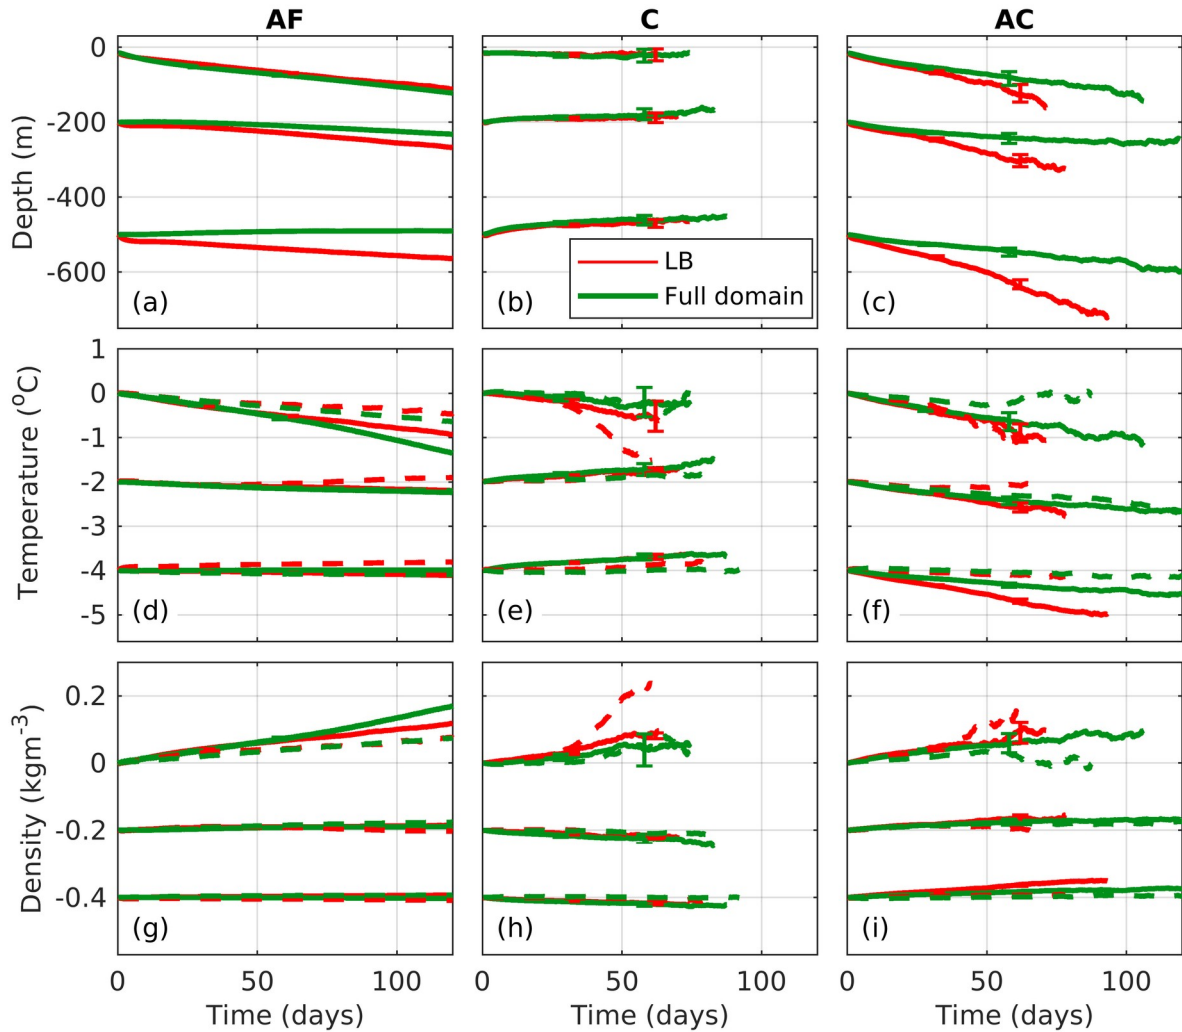 AF C AC
0
-200
-400
-600
Depth (m)
(a) (b) (c)
LB
Full domain
1
0
-1
-2
-3
-4
-5
Temperature (°C)
(d) (e) (f)
0.2
0
-0.2
-0.4
Density (kgm-3)
(g) (h) (i)
0 50 100 0 50 100 0 50 100
Time (days) Time (days) Time (days)